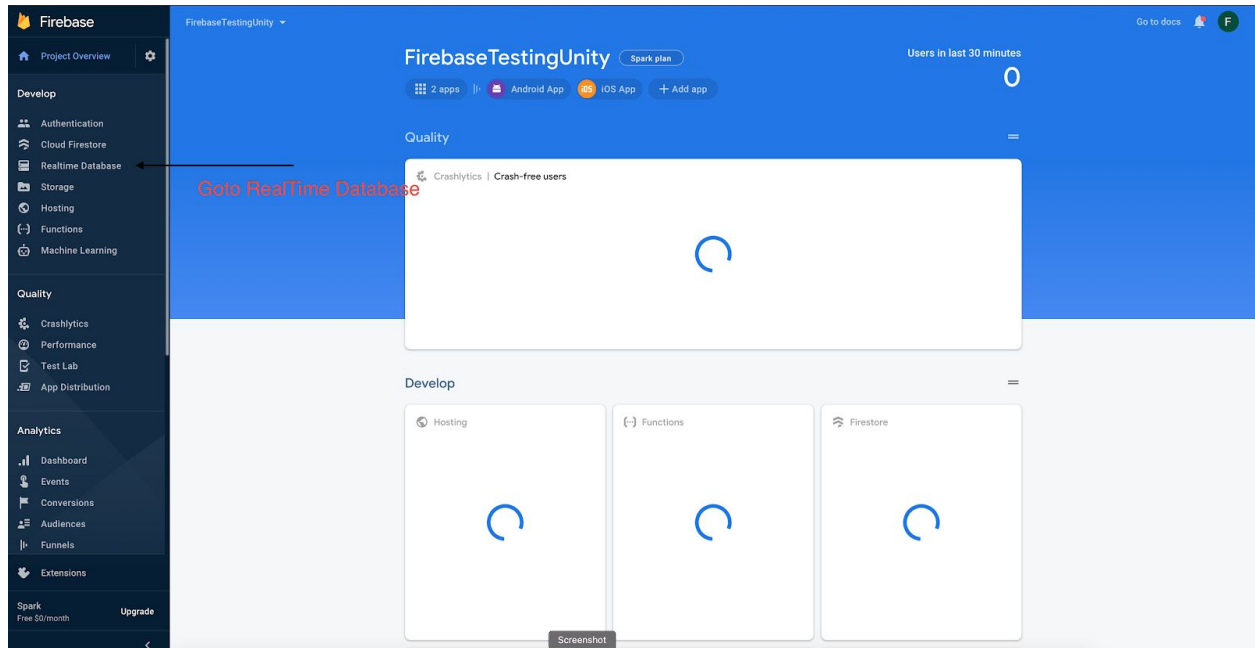 Firebase
Project Overview
Develop
Authentication
Cloud Firestore
Realtime Database
Storage
Hosting
Functions
Machine Learning
Quality
Crashlytics
Performance
Test Lab
App Distribution
Analytics
Dashboard
Events
Conversions
Audiences
Funnels
Extensions
Spark
Free $0/month
Upgrade
FirebaseTestingUnity
Go to docs
F
FirebaseTestingUnity
Spark plan
2 apps
Android App
iOS
iOS App
+ Add app
Users in last 30 minutes
0
Goto RealTime Database
Quality
Crashlytics | Crash-free users
Develop
Hosting
Functions
Firestore
Screenshot